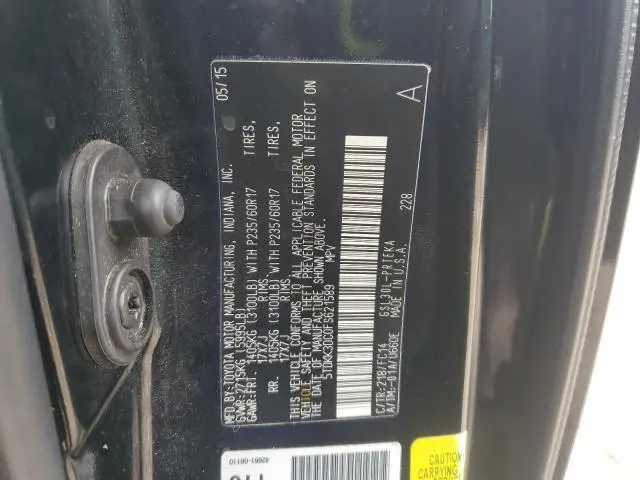 MFD.BY:TOYOTA MOTOR MANUFACTURING, INDIANA, INC. 05/15
GVWR:2715KG (5995LB)
GAWR:FRT. 1405KG (3100LB) WITH P235/60R17 TIRES,
17X7J RIMS,
RR. 1405KG (3100LB) WITH P235/60R17 TIRES,
17X7J RIMS,
THIS VEHICLE CONFORMS TO ALL APPLICABLE FEDERAL MOTOR
VEHICLE SAFETY AND THEFT PREVENTION STANDARDS IN EFFECT ON
THE DATE OF MANUFACTURE SHOWN ABOVE.
5TDKK3DC0FS621589 MPV
A
228
C/TR:218/FC14 GSL30L-PRTEKA
A/TM:-01A/U660E MADE IN U.S.A.
42661-08110
CAUTION
CARRYING